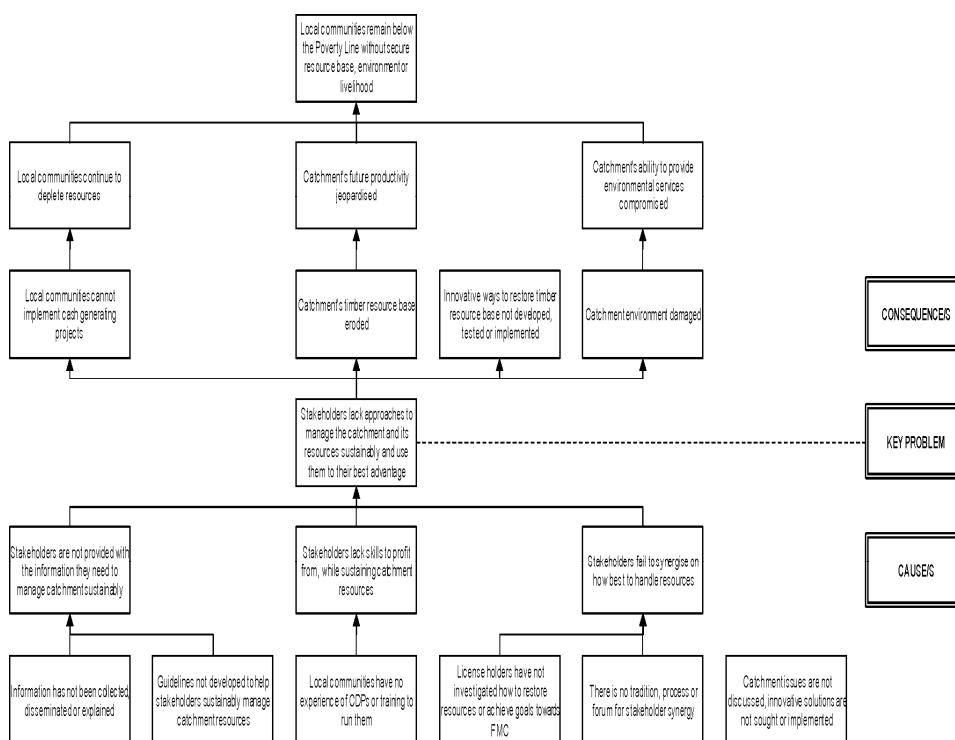 Local communities remain below
the Poverty Line without secure
resource base, environment or
livelihood
Local communities continue to
deplete resources
Catchment's future productivity
jeopardised
Catchment's ability to provide
environmental services
compromised
Local communities cannot
implement cash generating
projects
Catchment's timber resource base
eroded
Innovative ways to restore timber
resource base not developed,
tested or implemented
Catchment environment damaged
CONSEQUENCE/S
Stakeholders lack approaches to
manage the catchment and its
resources sustainably and use
them to their best advantage
KEY PROBLEM
Stakeholders are not provided with
the information they need to
manage catchment sustainably
Stakeholders lack skills to profit
from, while sustaining catchment
resources
Stakeholders fail to synergise on
how best to handle resources
CAUSE/S
Information has not been collected,
disseminated or explained
Guidelines not developed to help
stakeholders sustainably manage
catchment resources
Local communities have no
experience of CDPs or training to
run them
License holders have not
investigated how to restore
resources or achieve goals towards
FMC
There is no tradition, process or
forum for stakeholder synergy
Catchment issues are not
discussed, innovative solutions are
not sought or implemented